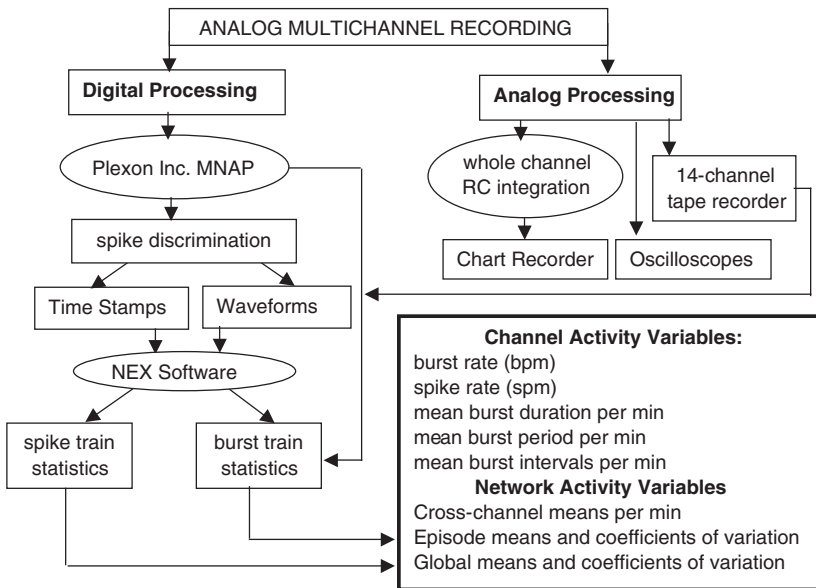 ANALOG MULTICHANNEL RECORDING
Digital Processing
Analog Processing
Plexon Inc. MNAP
whole channel
RC integration
14-channel
tape recorder
spike discrimination
Chart Recorder
Oscilloscopes
Time Stamps
Waveforms
NEX Software
spike train
statistics
burst train
statistics
Channel Activity Variables:
burst rate (bpm)
spike rate (spm)
mean burst duration per min
mean burst period per min
mean burst intervals per min
Network Activity Variables
Cross-channel means per min
Episode means and coefficients of variation
Global means and coefficients of variation